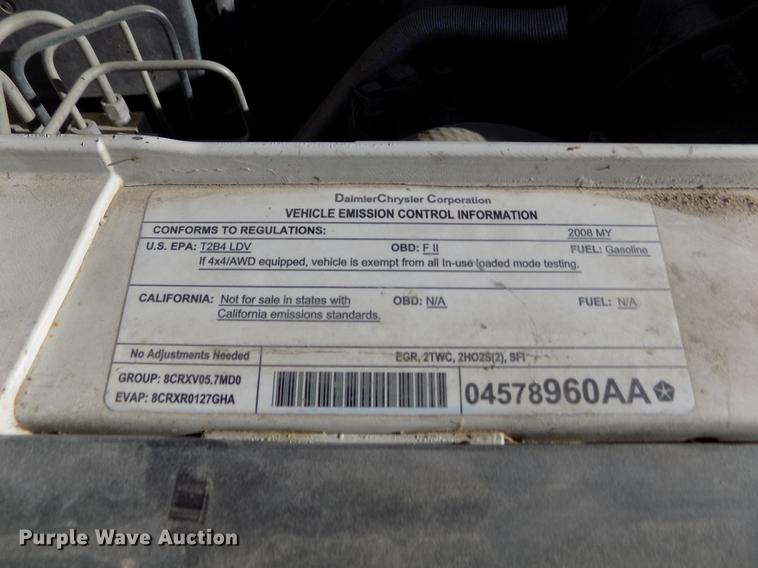 DaimlerChrysler Corporation
VEHICLE EMISSION CONTROL INFORMATION
CONFORMS TO REGULATIONS: 2008 MY
U.S. EPA: T2B4 LDV OBD: F II FUEL: Gasoline
If 4x4/AWD equipped, vehicle is exempt from all In-use loaded mode testing.
CALIFORNIA: Not for sale in states with OBD: N/A FUEL: N/A
California emissions standards.
No Adjustments Needed EGR, 2TWC, 2HO2S(2), SFI
GROUP: 8CRXV05.7MD0
EVAP: 8CRXR0127GHA
04578960AA
Purple Wave Auction